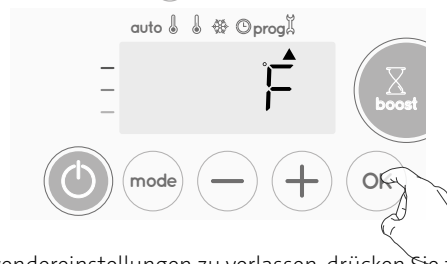 auto prog
°F
boost
mode OK
endereinstellungen zu verlassen, drücken Sie